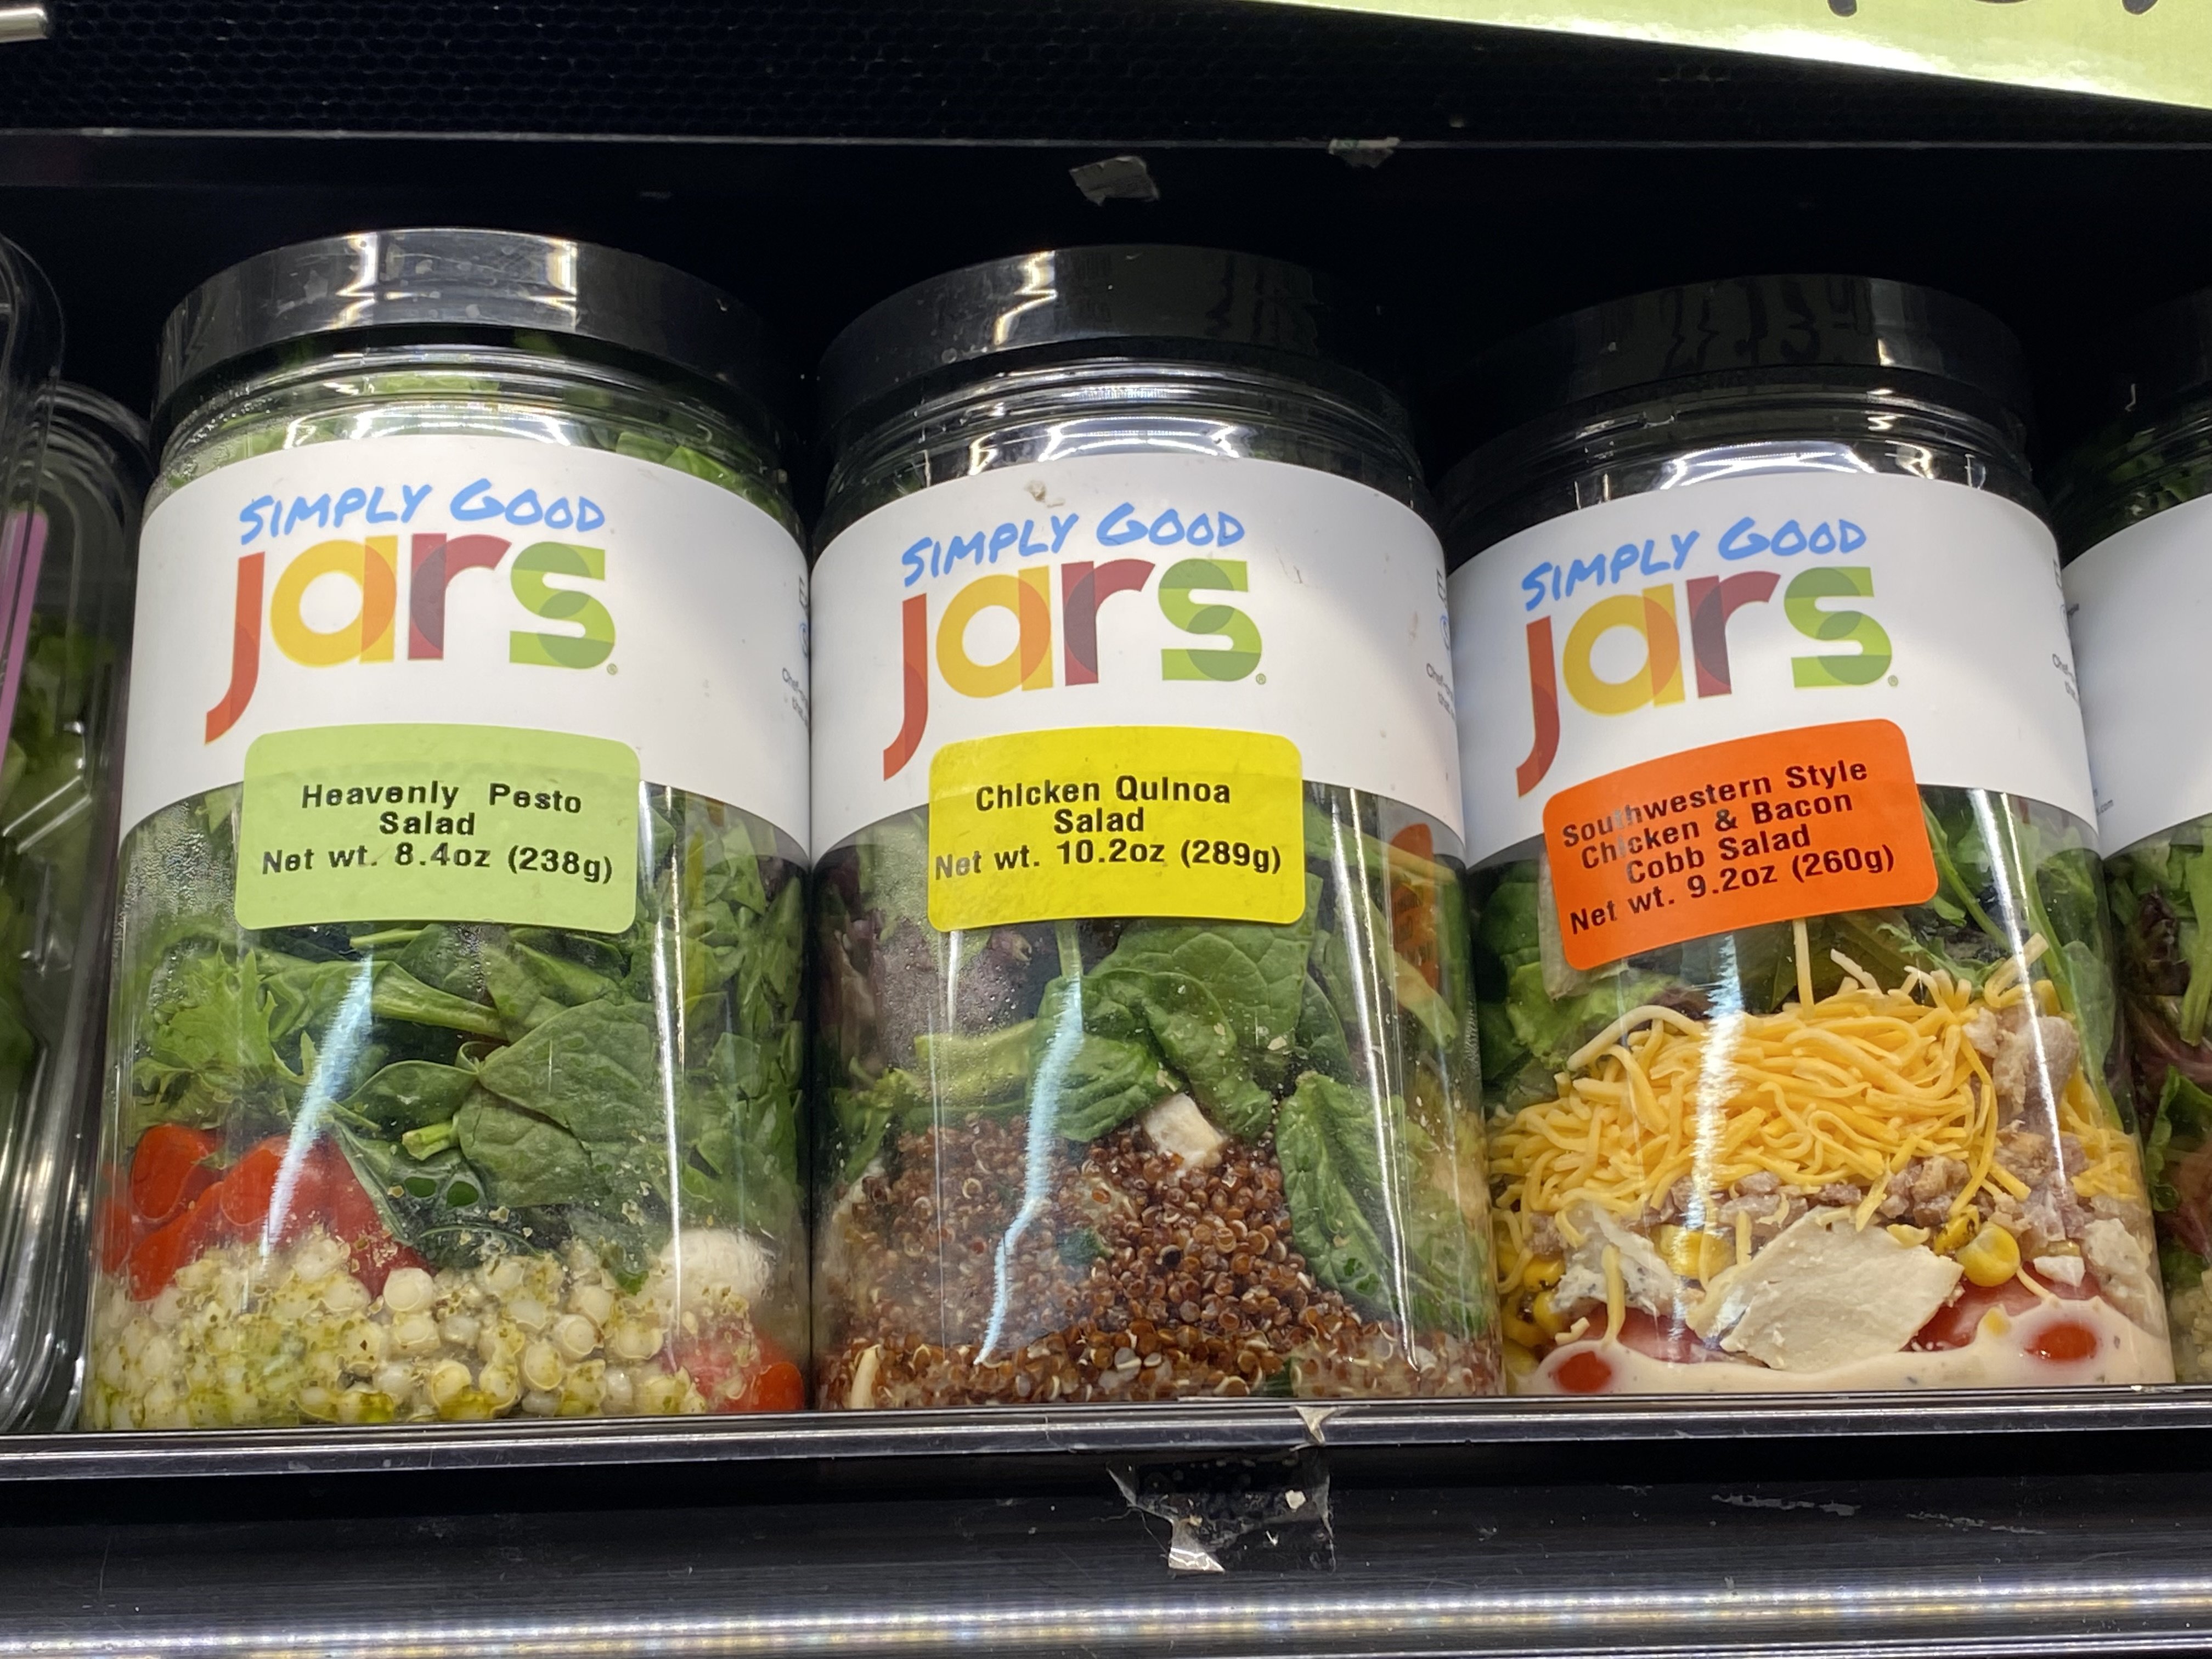 SIMPLY GOOD
jars®
Heavenly Pesto
Salad
Net wt. 8.4oz (238g)
SIMPLY GOOD
jars®
Chicken Quinoa
Salad
Net wt. 10.2oz (289g)
SIMPLY GOOD
jars®
Southwestern Style
Chicken & Bacon
Cobb Salad
Net wt. 9.2oz (260g)